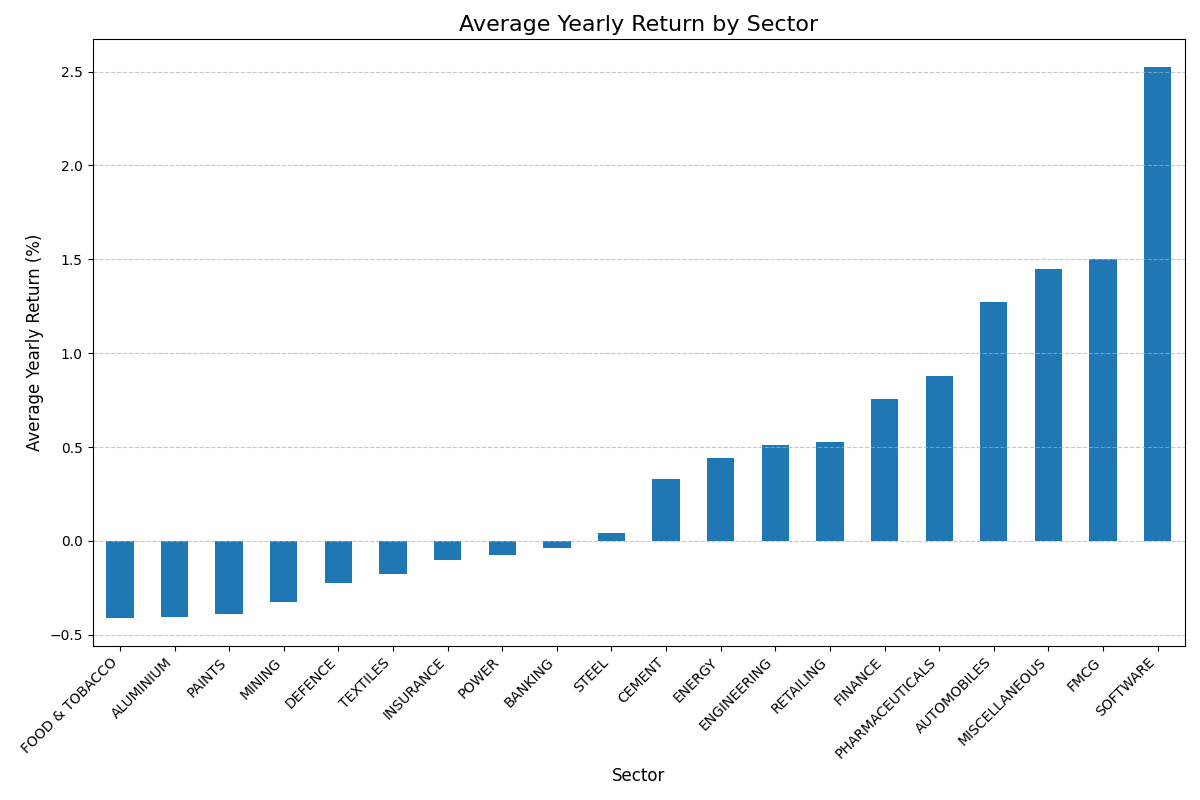 Average Yearly Return by Sector
Average Yearly Return (%)
2.5
2.0
1.5
1.0
0.5
0.0
−0.5
FOOD & TOBACCO
ALUMINIUM
PAINTS
MINING
DEFENCE
TEXTILES
INSURANCE
POWER
BANKING
STEEL
CEMENT
ENERGY
ENGINEERING
RETAILING
FINANCE
PHARMACEUTICALS
AUTOMOBILES
MISCELLANEOUS
FMCG
SOFTWARE
Sector